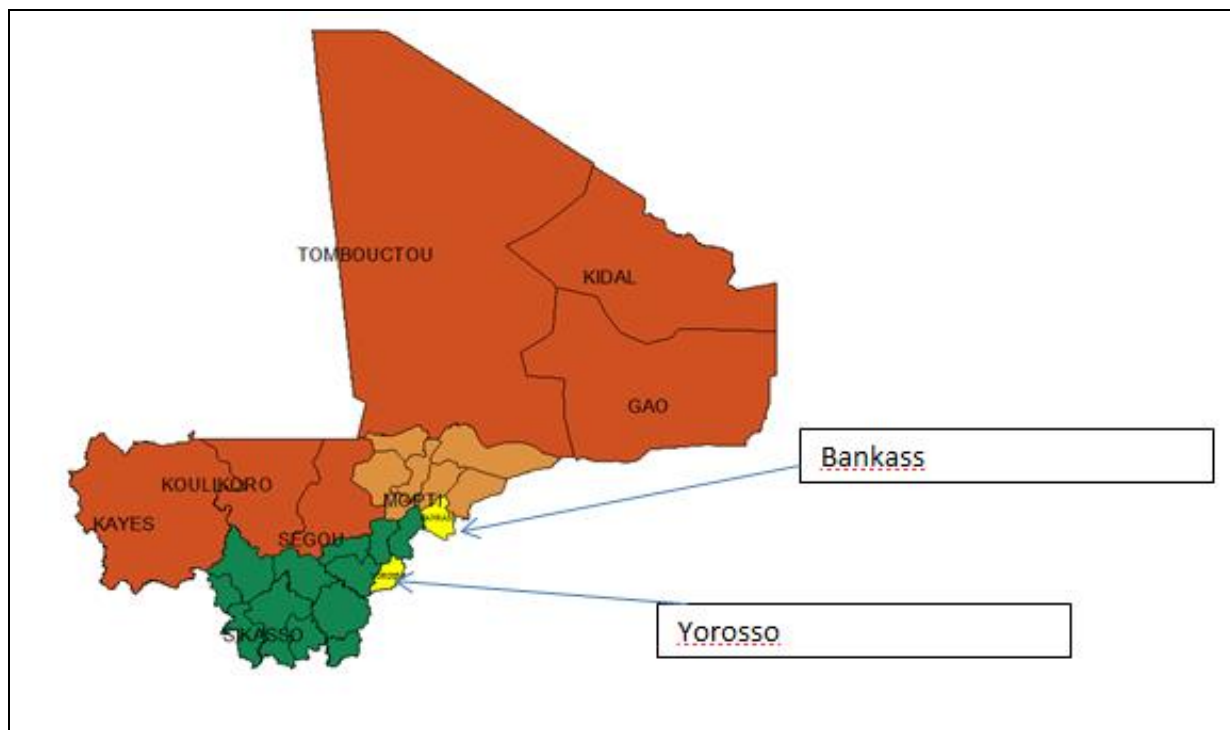 TOMBOUCTOU
KIDAL
GAO
Bankass
KOULIKORO
MOPTI
KAYES
SEGOU
Yorosso
SIKASSO